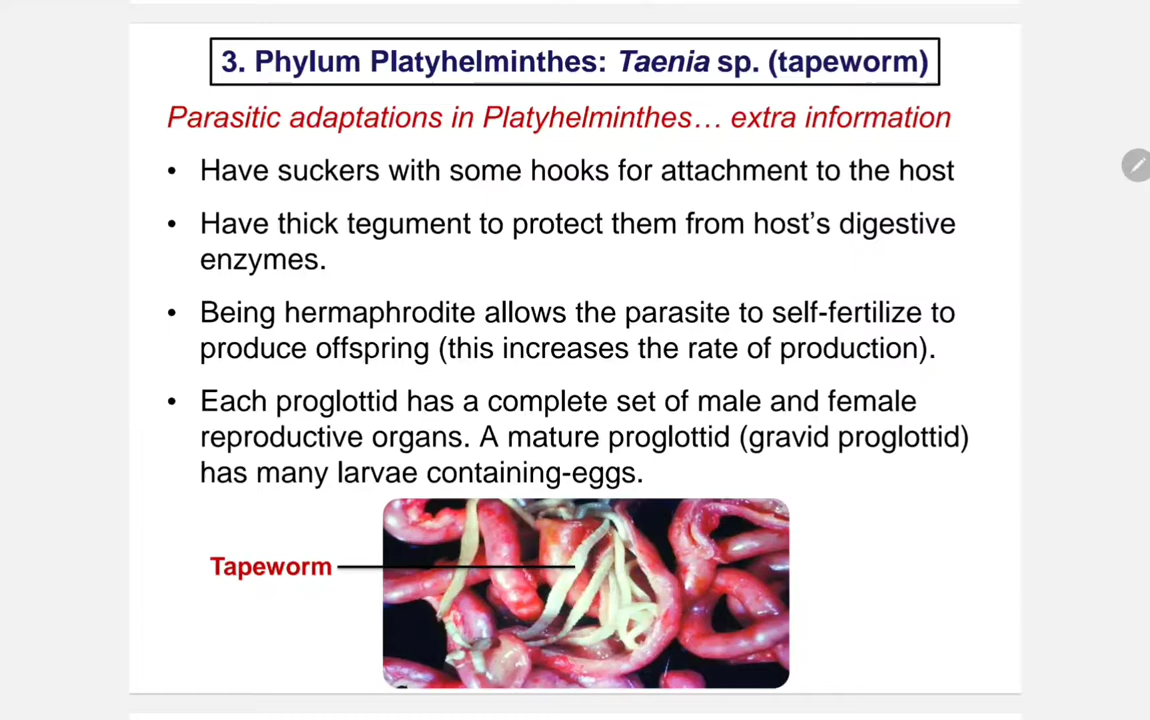 3. Phylum Platyhelminthes: Taenia sp. (tapeworm)
Parasitic adaptations in Platyhelminthes… extra information
• Have suckers with some hooks for attachment to the host
• Have thick tegument to protect them from host’s digestive
enzymes.
• Being hermaphrodite allows the parasite to self-fertilize to
produce offspring (this increases the rate of production).
• Each proglottid has a complete set of male and female
reproductive organs. A mature proglottid (gravid proglottid)
has many larvae containing-eggs.
Tapeworm